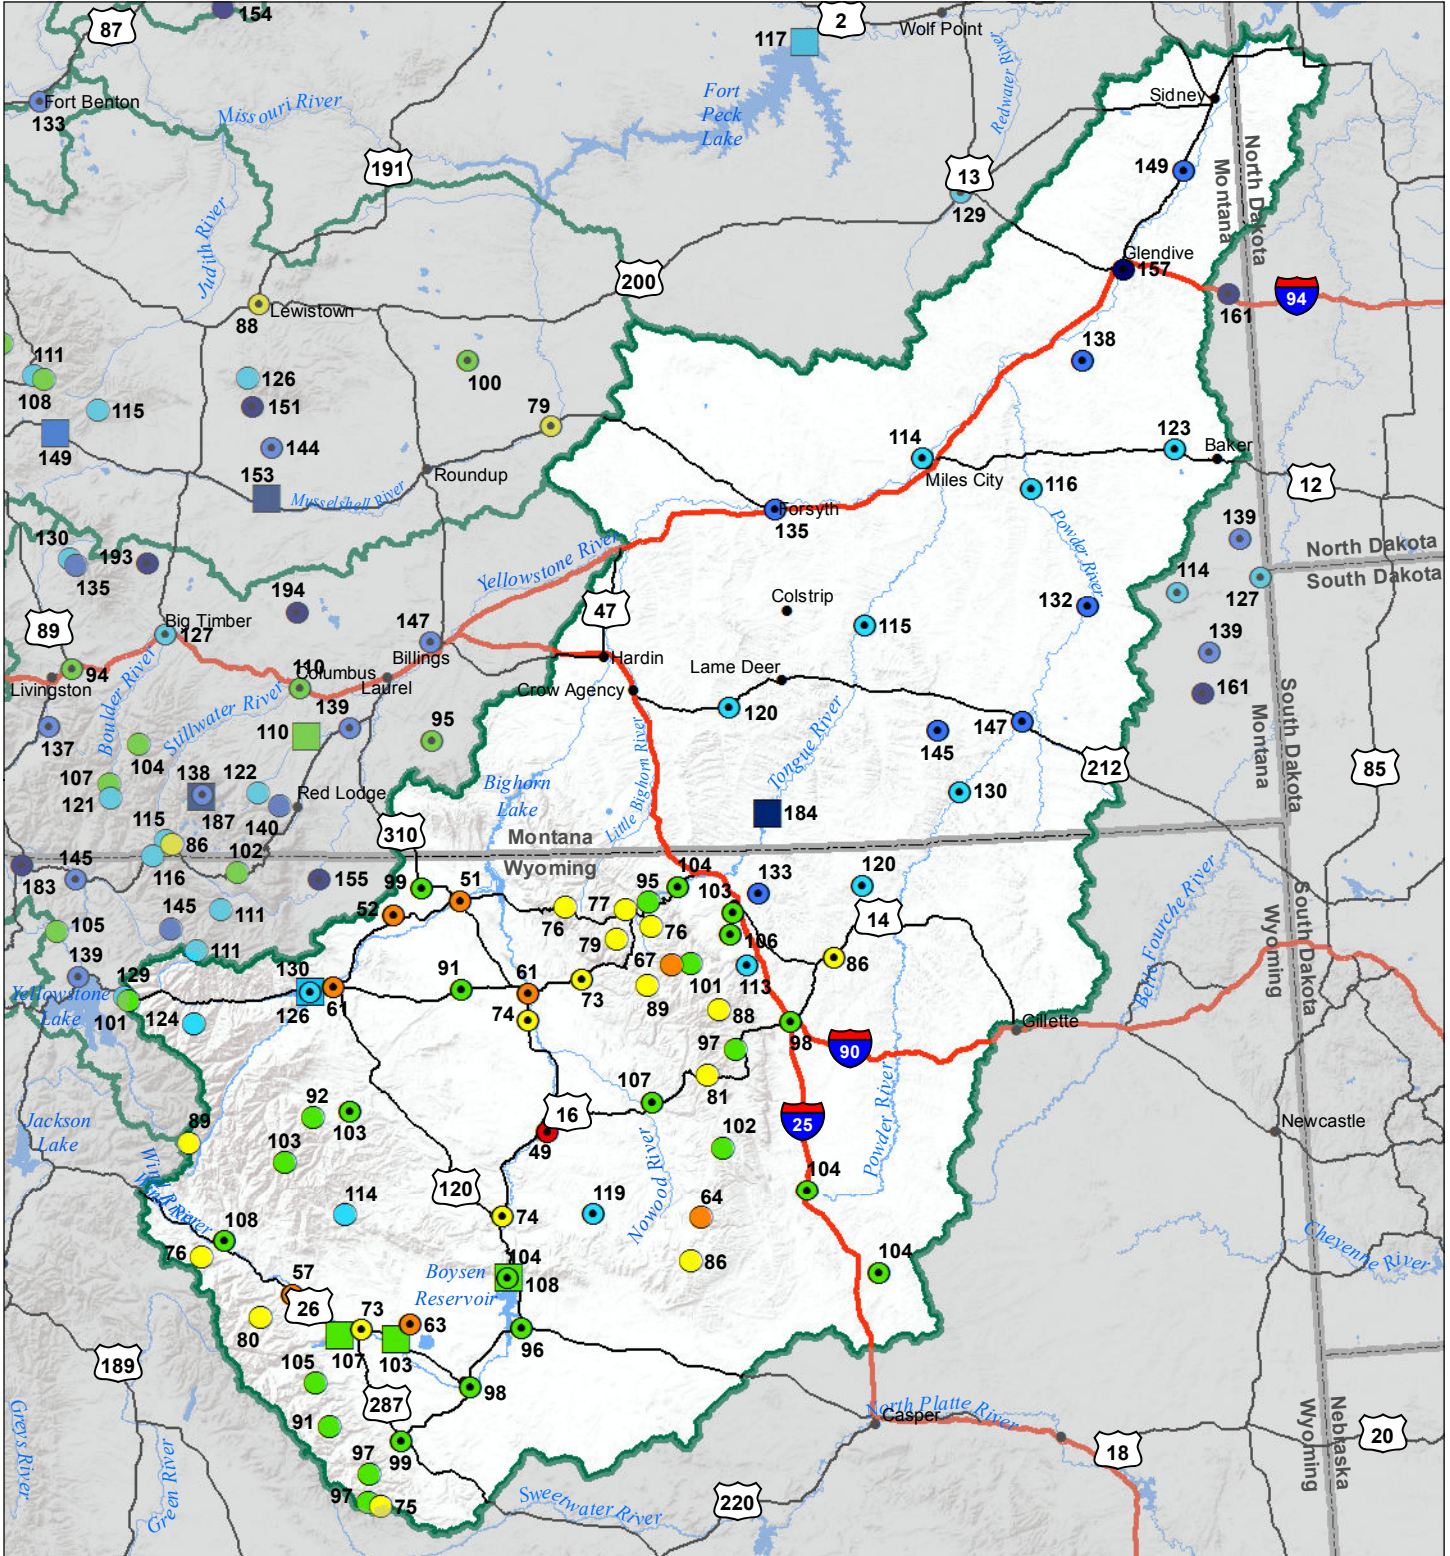 154
87
2
Wolf Point
117
Redwater River
Fort Benton
133
Missouri River
Fort
Peck
Lake
Sidney
191
13
129
149
North Dakota
Montana
Judith River
200
Glendive
157
88
Lewistown
161
94
111
108
126
151
100
138
115
79
144
149
153
Roundup
Musselshell River
114
Miles City
123
Baker
12
116
Forsyth
135
Powder River
139
130
135
193
Yellowstone River
North Dakota
South Dakota
194
89
Big Timber
127
147
Billings
47
Colstrip
115
132
114
127
139
94
Livingston
110
Columbus
Laurel
Hardin
Lame Deer
Crow Agency
120
161
Boulder River
Stillwater River
139
110
95
137
104
Little Bighorn River
Tongue River
145
147
212
South Dakota
Montana
85
107
121
138
187
122
Red Lodge
140
Bighorn
Lake
184
130
310
115
86
116
102
Montana
Wyoming
145
183
155
99
51
52
104
95
103
133
120
14
Belle Fourche River
South Dakota
Wyoming
105
145
111
111
76
77
76
79
106
139
129
101
124
Yellowstone
Lake
130
126
61
91
61
74
73
67
101
89
113
86
88
98
90
Gillette
97
81
Jackson
Lake
92
103
103
107
16
49
25
102
Powder River
Newcastle
89
Wind River
Wind River
120
114
74
119
Nowood River
64
104
108
76
86
104
Cheyenne River
57
26
80
73
63
107
103
Boysen
Reservoir
104
108
96
189
105
98
287
91
99
97
97
75
North Platte River
Casper
18
20
Nebraska
Wyoming
Greys River
Green River
Sweetwater River
220